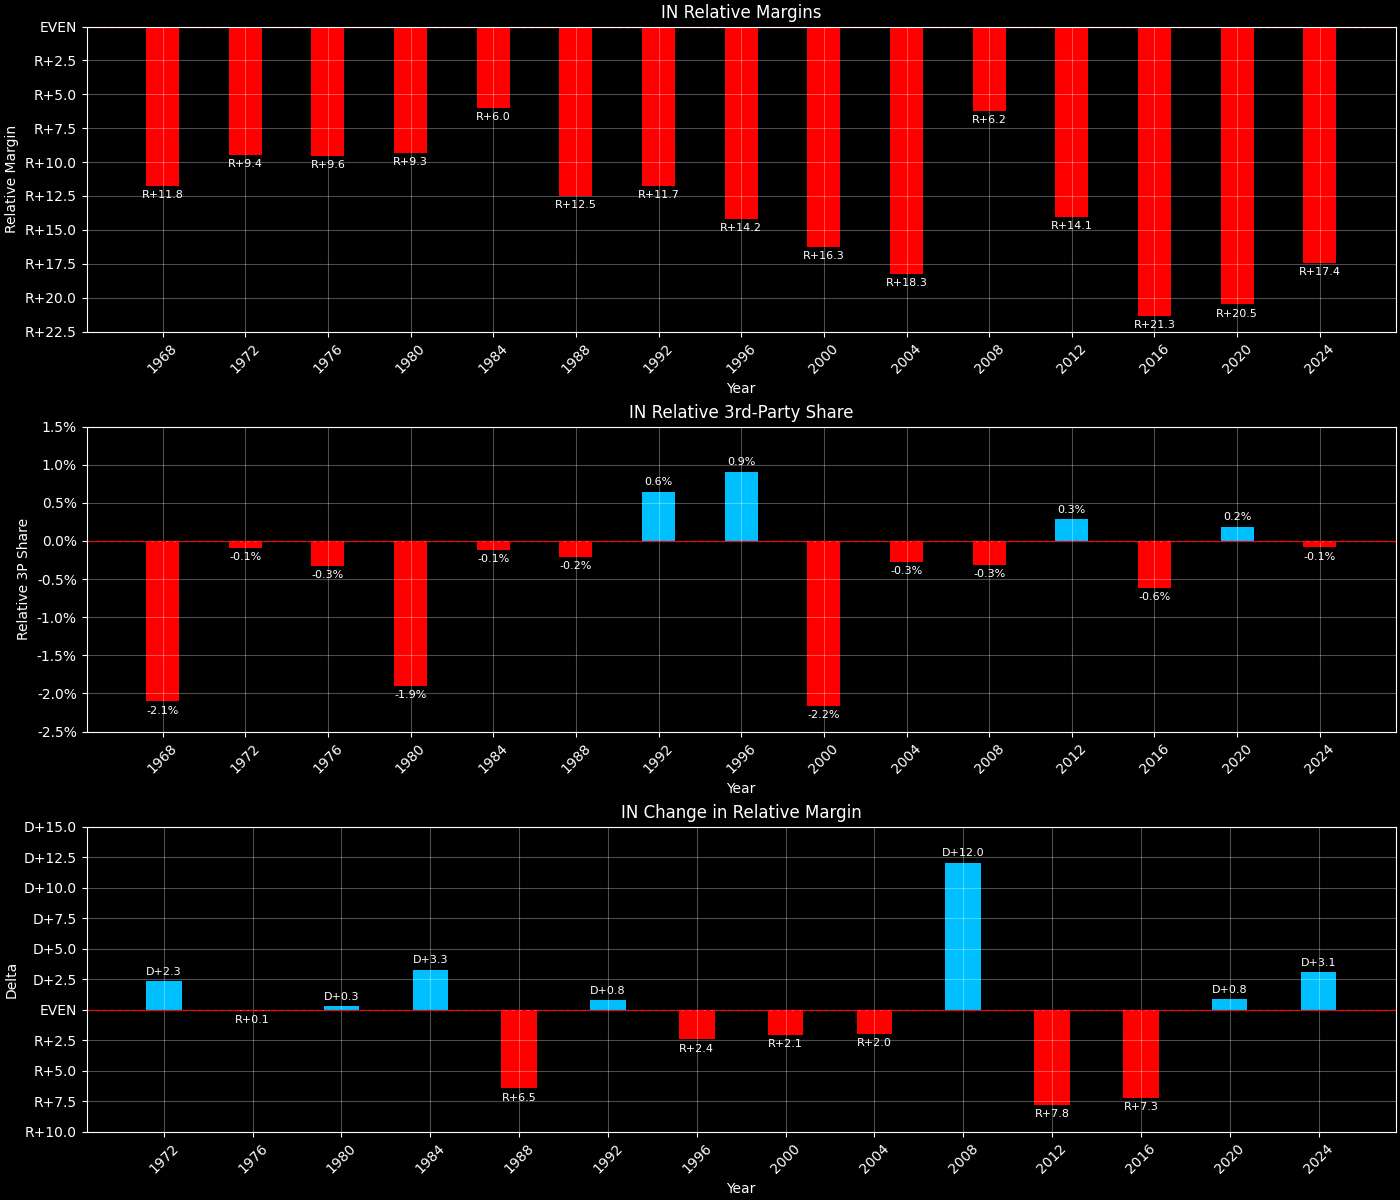 IN Relative Margins
Relative Margin
EVEN
R+2.5
R+5.0
R+7.5
R+10.0
R+12.5
R+15.0
R+17.5
R+20.0
R+22.5
R+11.8
R+9.4
R+9.6
R+9.3
R+6.0
R+12.5
R+11.7
R+14.2
R+16.3
R+18.3
R+6.2
R+14.1
R+21.3
R+20.5
R+17.4
1968
1972
1976
1980
1984
1988
1992
1996
2000
2004
2008
2012
2016
2020
2024
Year
IN Relative 3rd-Party Share
Relative 3P Share
1.5%
1.0%
0.5%
0.0%
-0.5%
-1.0%
-1.5%
-2.0%
-2.5%
-2.1%
-0.1%
-0.3%
-1.9%
-0.1%
-0.2%
0.6%
0.9%
-2.2%
-0.3%
-0.3%
0.3%
-0.6%
0.2%
-0.1%
1968
1972
1976
1980
1984
1988
1992
1996
2000
2004
2008
2012
2016
2020
2024
Year
IN Change in Relative Margin
Delta
D+15.0
D+12.5
D+10.0
D+7.5
D+5.0
D+2.5
EVEN
R+2.5
R+5.0
R+7.5
R+10.0
D+2.3
R+0.1
D+0.3
D+3.3
R+6.5
D+0.8
R+2.4
R+2.1
R+2.0
D+12.0
R+7.8
R+7.3
D+0.8
D+3.1
1972
1976
1980
1984
1988
1992
1996
2000
2004
2008
2012
2016
2020
2024
Year